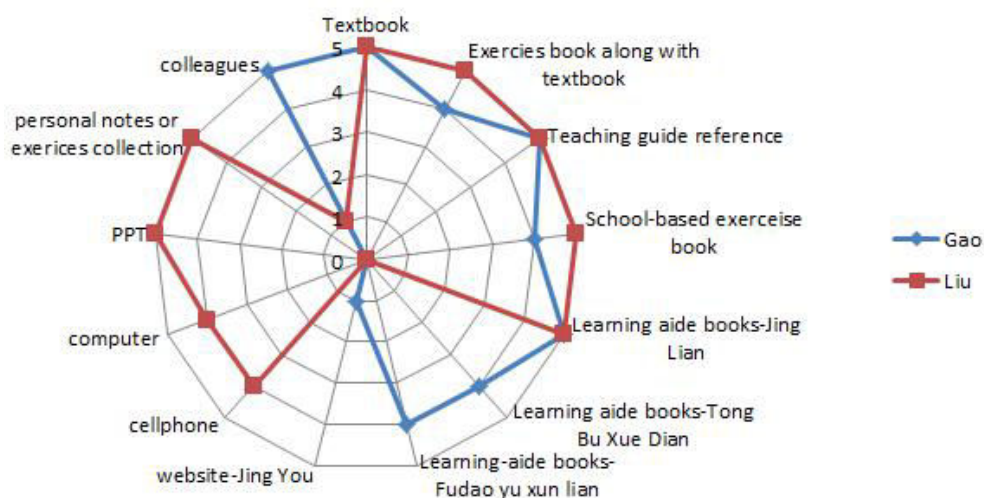 Textbook
Exercies book along with
textbook
Teaching guide reference
School-based exerceise
book
Learning aide books-Jing
Lian
Learning aide books-Tong
Bu Xue Dian
Learning-aide books-
Fudao yu xun lian
website-Jing You
cellphone
computer
PPT
personal notes or
exerices collection
colleagues
5
4
3
2
1
0
Gao
Liu